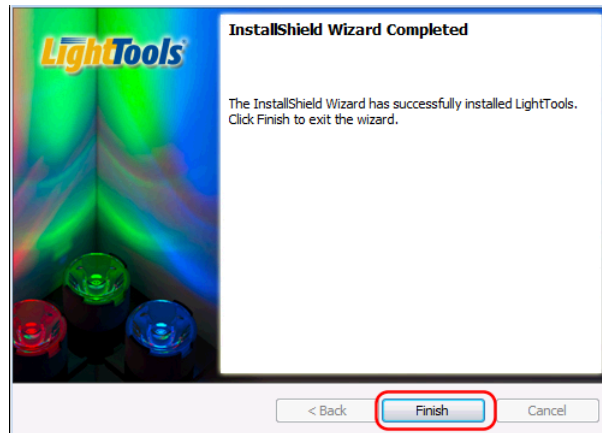 LightTools
InstallShield Wizard Completed
The InstallShield Wizard has successfully installed LightTools.
Click Finish to exit the wizard.
< Back
Finish
Cancel